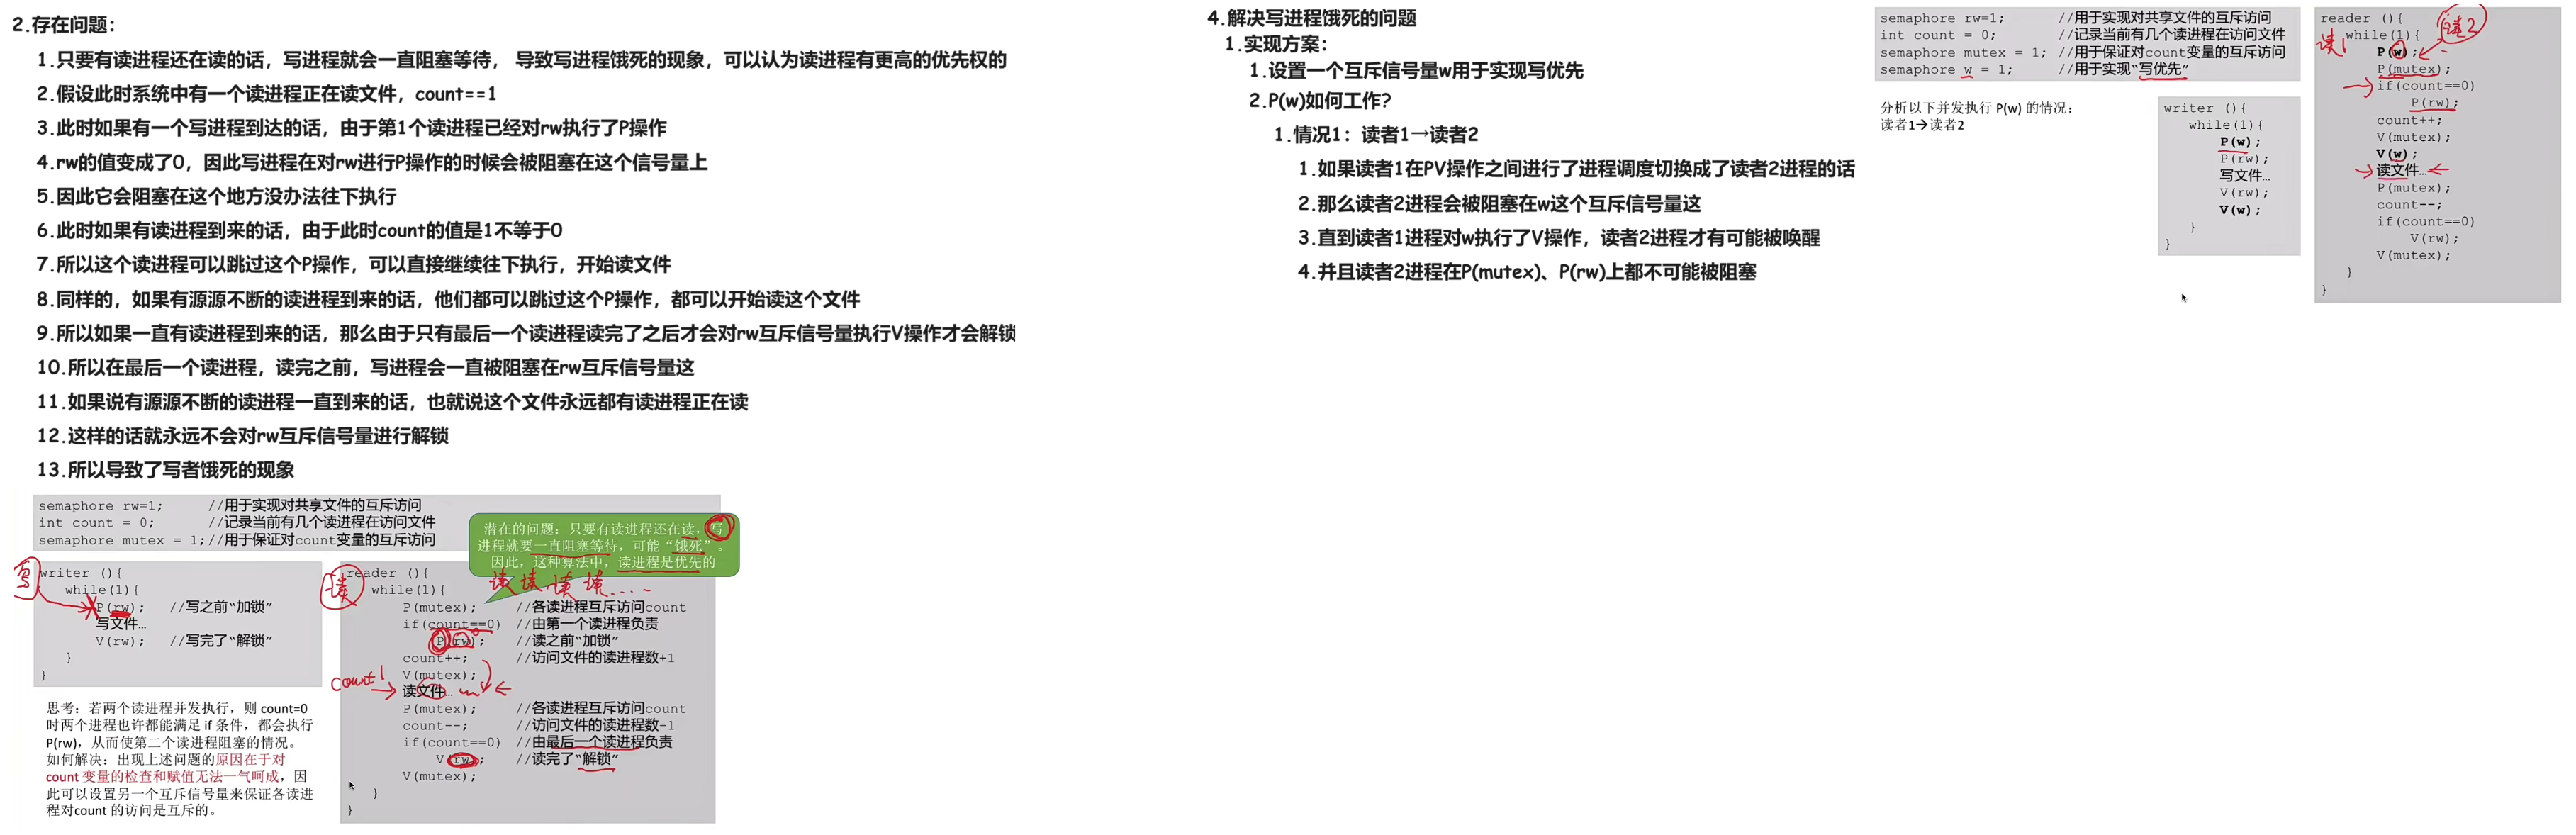 2.存在问题：
1.只要有读进程还在读的话，写进程就会一直阻塞等待， 导致写进程饿死的现象，可以认为读进程有更高的优先权的
2.假设此时系统中有一个读进程正在读文件，count==1
3.此时如果有一个写进程到达的话，由于第1个读进程已经对rw执行了P操作
4.rw的值变成了0，因此写进程在对rw进行P操作的时候会被阻塞在这个信号量上
5.因此它会阻塞在这个地方没办法往下执行
6.此时如果有读进程到来的话，由于此时count的值是1不等于0
7.所以这个读进程可以跳过这个P操作，可以直接继续往下执行，开始读文件
8.同样的，如果有源源不断的读进程到来的话，他们都可以跳过这个P操作，都可以开始读这个文件
9.所以如果一直有读进程到来的话，那么由于只有最后一个读进程读完了之后才会对rw互斥信号量执行V操作才会解锁
10.所以在最后一个读进程，读完之前，写进程会一直被阻塞在rw互斥信号量这
11.如果说有源源不断的读进程一直到来的话，也就说这个文件永远都有读进程正在读
12.这样的话就永远不会对rw互斥信号量进行解锁
13.所以导致了写者饿死的现象
semaphore rw=1; //用于实现对共享文件的互斥访问
int count = 0; //记录当前有几个读进程在访问文件
semaphore mutex = 1;//用于保证对count变量的互斥访问
潜在的问题：只要有读进程还在读，写
进程就要一直阻塞等待，可能“饿死”。
因此，这种算法中，读进程是优先的
读 读 读 读....
写
writer (){
while(1){
P(rw); //写之前“加锁”
写文件…
V(rw); //写完了“解锁”
}
}
读
reader (){
while(1){
P(mutex); //各读进程互斥访问count
if(count==0) //由第一个读进程负责
P(rw); //读之前“加锁”
count++; //访问文件的读进程数+1
V(mutex);
count 1
读文件…
P(mutex); //各读进程互斥访问count
count--; //访问文件的读进程数-1
if(count==0) //由最后一个读进程负责
V(rw); //读完了“解锁”
V(mutex);
}
}
思考：若两个读进程并发执行，则 count=0
时两个进程也许都能满足 if 条件，都会执行
P(rw)，从而使第二个读进程阻塞的情况。
如何解决：出现上述问题的原因在于对
count 变量的检查和赋值无法一气呵成，因
此可以设置另一个互斥信号量来保证各读进
程对count 的访问是互斥的。
4.解决写进程饿死的问题
1.实现方案：
1.设置一个互斥信号量w用于实现写优先
2.P(w)如何工作?
1.情况1：读者1→读者2
1.如果读者1在PV操作之间进行了进程调度切换成了读者2进程的话
2.那么读者2进程会被阻塞在w这个互斥信号量这
3.直到读者1进程对w执行了V操作，读者2进程才有可能被唤醒
4.并且读者2进程在P(mutex)、P(rw)上都不可能被阻塞
semaphore rw=1; //用于实现对共享文件的互斥访问
int count = 0; //记录当前有几个读进程在访问文件
semaphore mutex = 1; //用于保证对count变量的互斥访问
semaphore w = 1; //用于实现“写优先”
分析以下并发执行 P(w) 的情况：
读者1→读者2
writer (){
while(1){
P(w);
P(rw);
写文件…
V(rw);
V(w);
}
}
reader (){
while(1){
读1
读2
P(w);
P(mutex);
if(count==0)
P(rw);
count++;
V(mutex);
V(w);
读文件…
P(mutex);
count--;
if(count==0)
V(rw);
V(mutex);
}
}